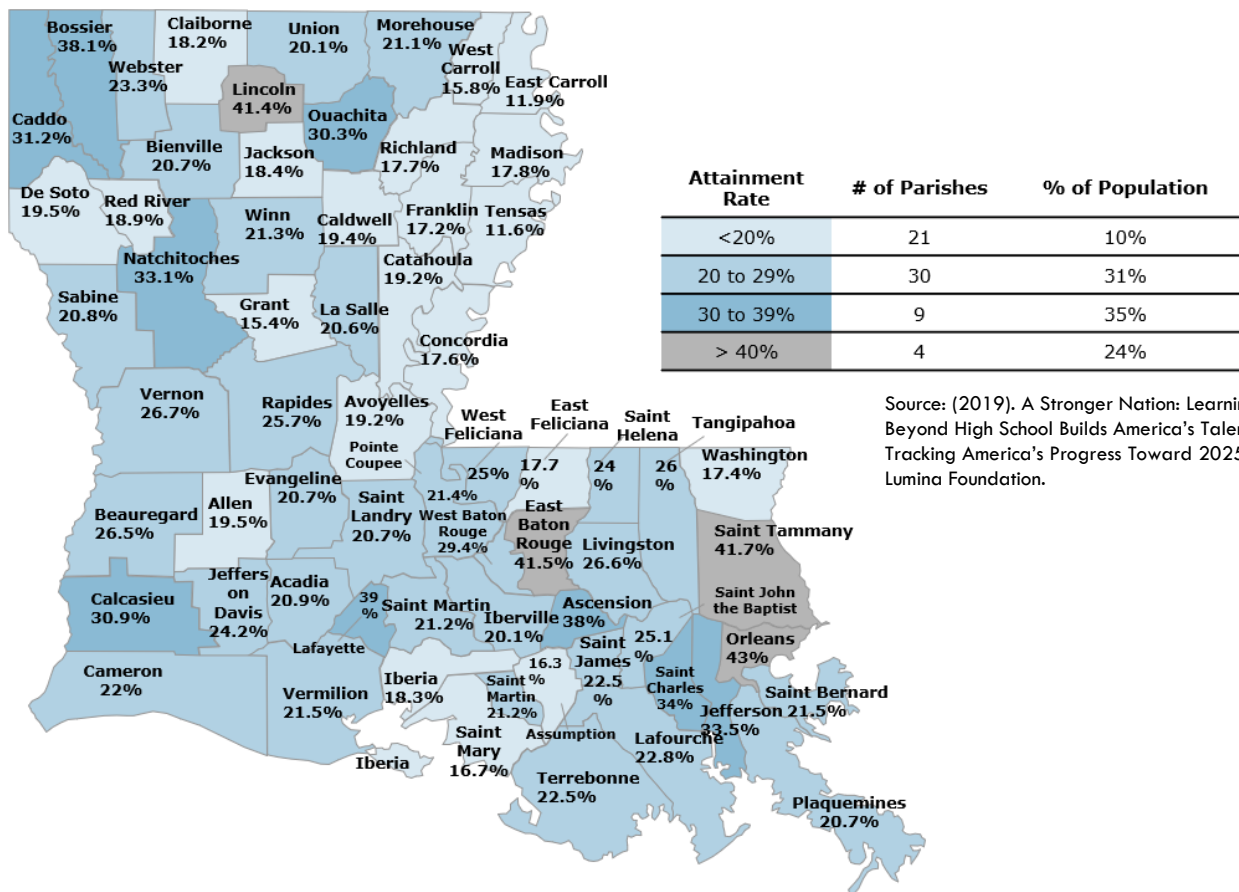 Bossier
38.1%
Claiborne
18.2%
Union
20.1%
Morehouse
21.1%
West
Carroll
15.8%
East Carroll
11.9%
Webster
23.3%
Lincoln
41.4%
Ouachita
30.3%
Caddo
31.2%
Bienville
20.7%
Jackson
18.4%
Richland
17.7%
Madison
17.8%
De Soto
19.5%
Red River
18.9%
Winn
21.3%
Caldwell
19.4%
Franklin
17.2%
Tensas
11.6%
Natchitoches
33.1%
Catahoula
19.2%
Sabine
20.8%
Grant
15.4%
La Salle
20.6%
Concordia
17.6%
Vernon
26.7%
Rapides
25.7%
Avoyelles
19.2%
Pointe
Coupee
21.4%
West
Feliciana
25%
East
Feliciana
17.7
%
Saint
Helena
24
%
Tangipahoa
26
%
Washington
17.4%
Beauregard
26.5%
Allen
19.5%
Evangeline
20.7%
Saint
Landry
20.7%
West Baton
Rouge
29.4%
East
Baton
Rouge
41.5%
Livingston
26.6%
Saint Tammany
41.7%
Calcasieu
30.9%
Jeffers
on
Davis
24.2%
Acadia
20.9%
39
%
Lafayette
Saint Martin
21.2%
Iberville
20.1%
Ascension
38%
Saint John
the Baptist
25.1
%
Orleans
43%
Cameron
22%
Vermilion
21.5%
Iberia
18.3%
Saint
Martin
21.2%
16.3
%
Assumption
Saint
James
22.5
%
Saint
Charles
34%
Jefferson
33.5%
Saint Bernard
21.5%
Iberia
Saint
Mary
16.7%
Terrebonne
22.5%
Lafourche
22.8%
Plaquemines
20.7%
Attainment
Rate # of Parishes % of Population
<20% 21 10%
20 to 29% 30 31%
30 to 39% 9 35%
> 40% 4 24%
Source: (2019). A Stronger Nation: Learnin
Beyond High School Builds America’s Talen
Tracking America’s Progress Toward 2025
Lumina Foundation.